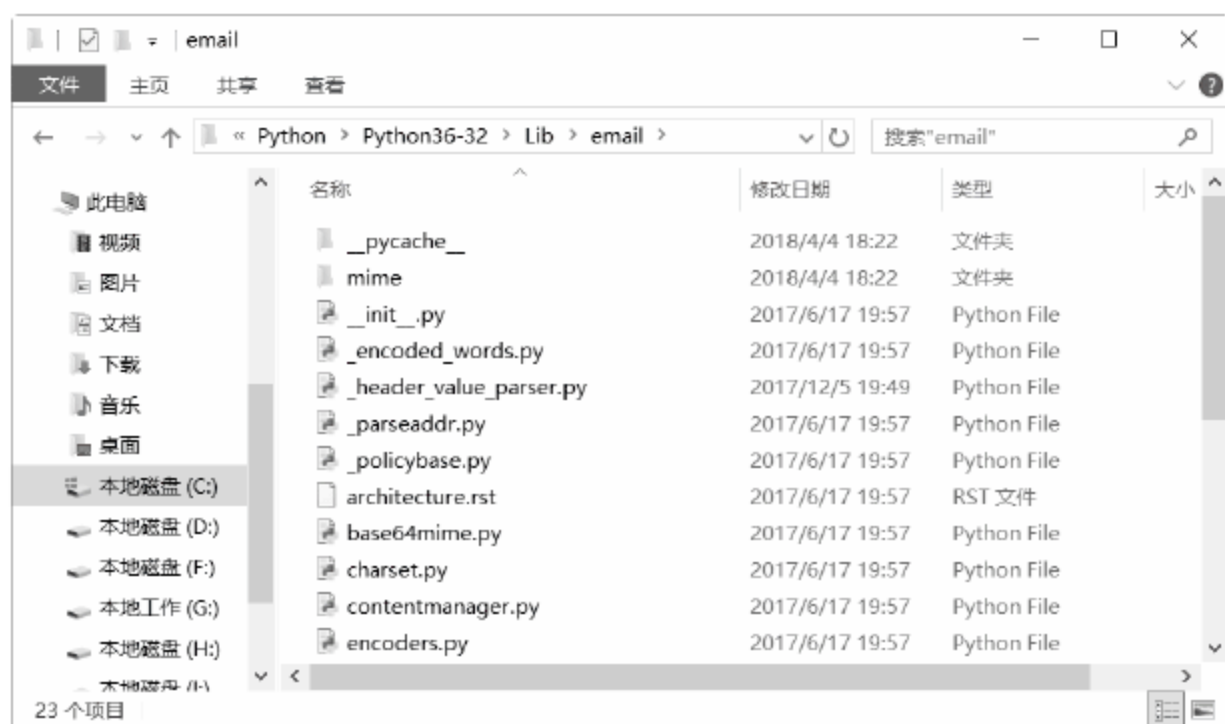 email
文件 主页 共享 查看
« Python > Python36-32 > Lib > email >
搜索"email"
名称 修改日期 类型 大小
此电脑
视频
图片
文档
下载
音乐
桌面
本地磁盘 (C:)
本地磁盘 (D:)
本地磁盘 (F:)
本地工作 (G:)
本地磁盘 (H:)
__pycache__ 2018/4/4 18:22 文件夹
mime 2018/4/4 18:22 文件夹
__init__.py 2017/6/17 19:57 Python File
_encoded_words.py 2017/6/17 19:57 Python File
_header_value_parser.py 2017/12/5 19:49 Python File
_parseaddr.py 2017/6/17 19:57 Python File
_policybase.py 2017/6/17 19:57 Python File
architecture.rst 2017/6/17 19:57 RST 文件
base64mime.py 2017/6/17 19:57 Python File
charset.py 2017/6/17 19:57 Python File
contentmanager.py 2017/6/17 19:57 Python File
encoders.py 2017/6/17 19:57 Python File
23 个项目